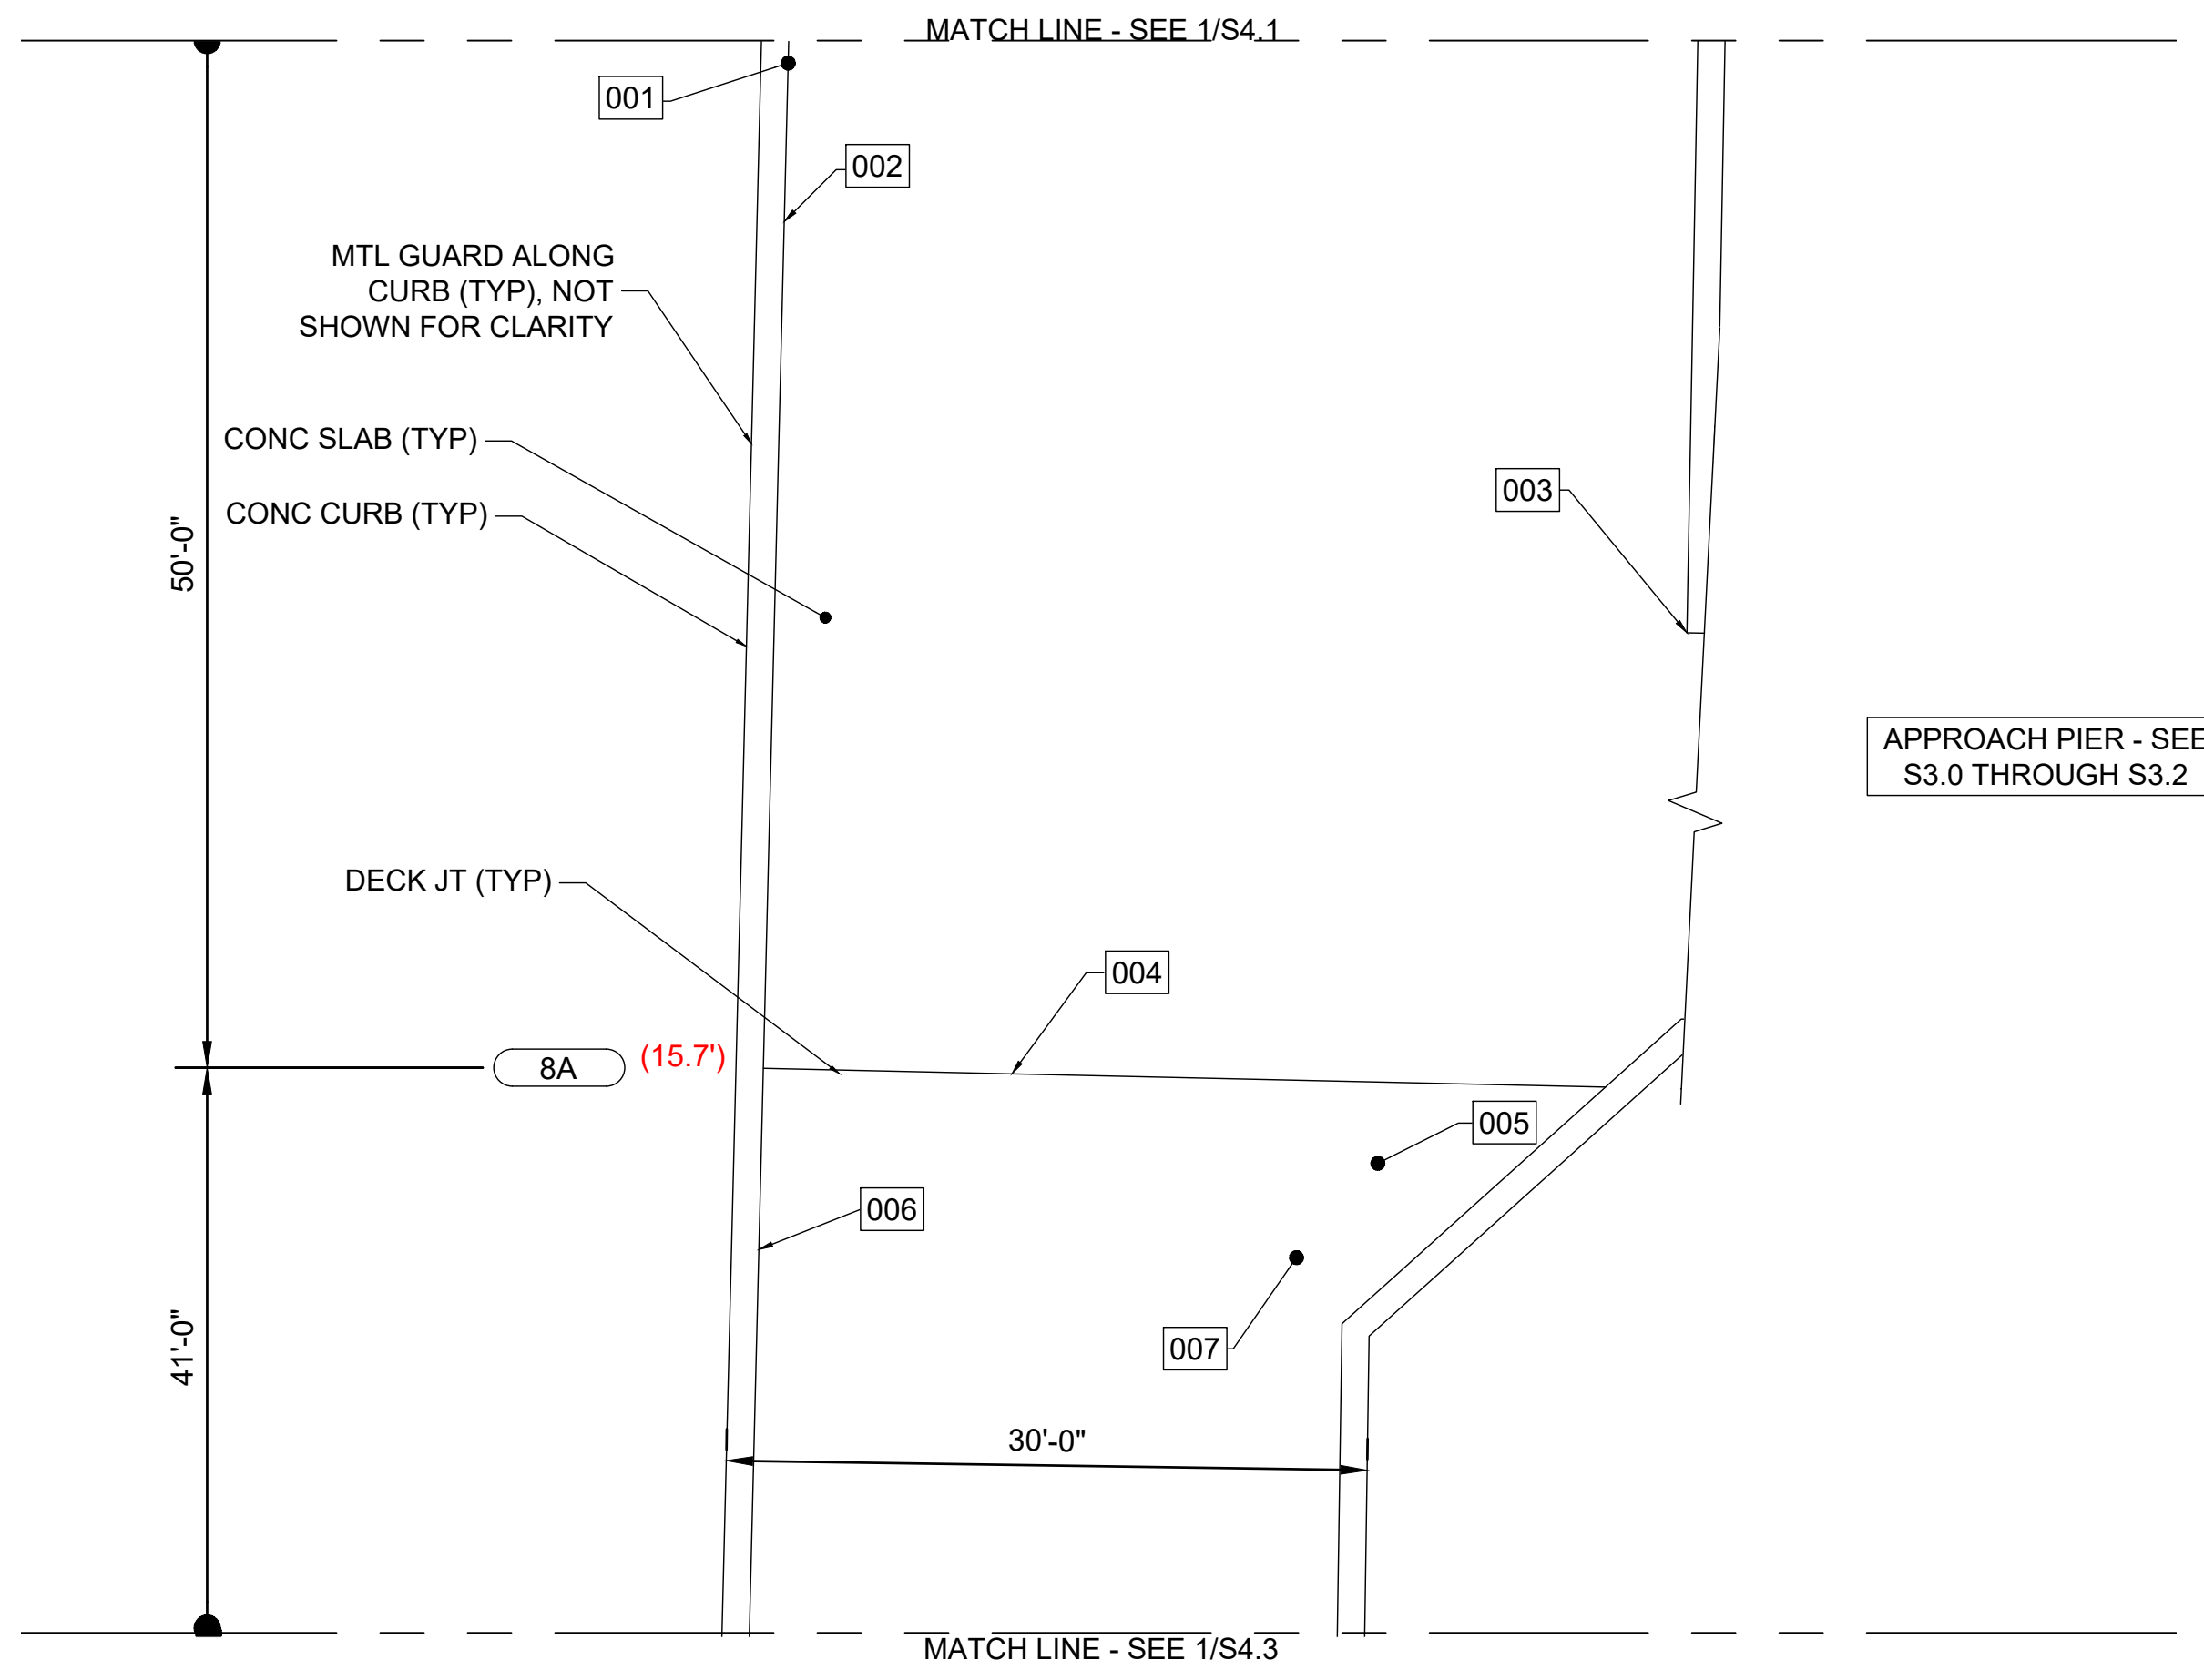 MATCH LINE - SEE 1/S4.1
001
002
MTL GUARD ALONG
CURB (TYP), NOT
SHOWN FOR CLARITY
CONC SLAB (TYP)
003
CONC CURB (TYP)
50'-0"
APPROACH PIER - SEE
S3.0 THROUGH S3.2
DECK JT (TYP)
004
8A
(15.7')
005
006
007
41'-0"
30'-0"
MATCH LINE - SEE 1/S4.3